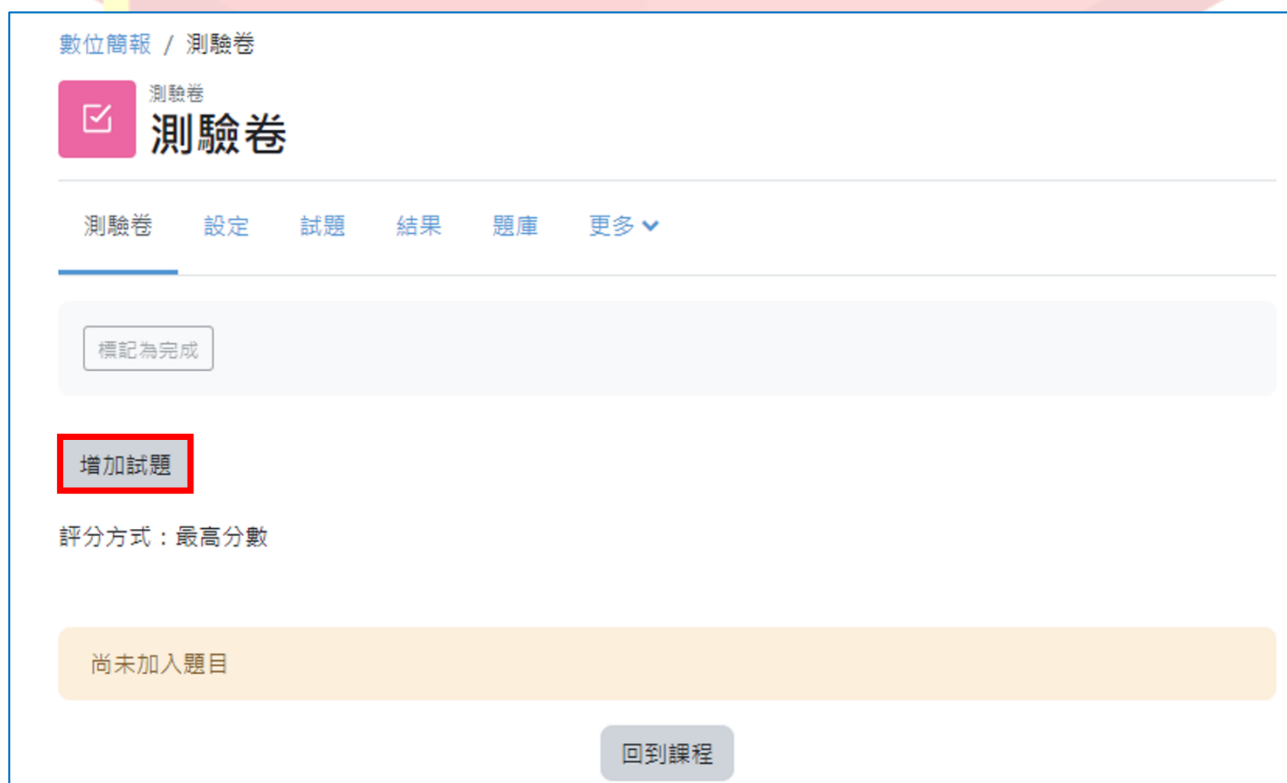 數位簡報 / 測驗卷
測驗卷
測驗卷
測驗卷 設定 試題 結果 題庫 更多
標記為完成
增加試題
評分方式：最高分數
尚未加入題目
回到課程